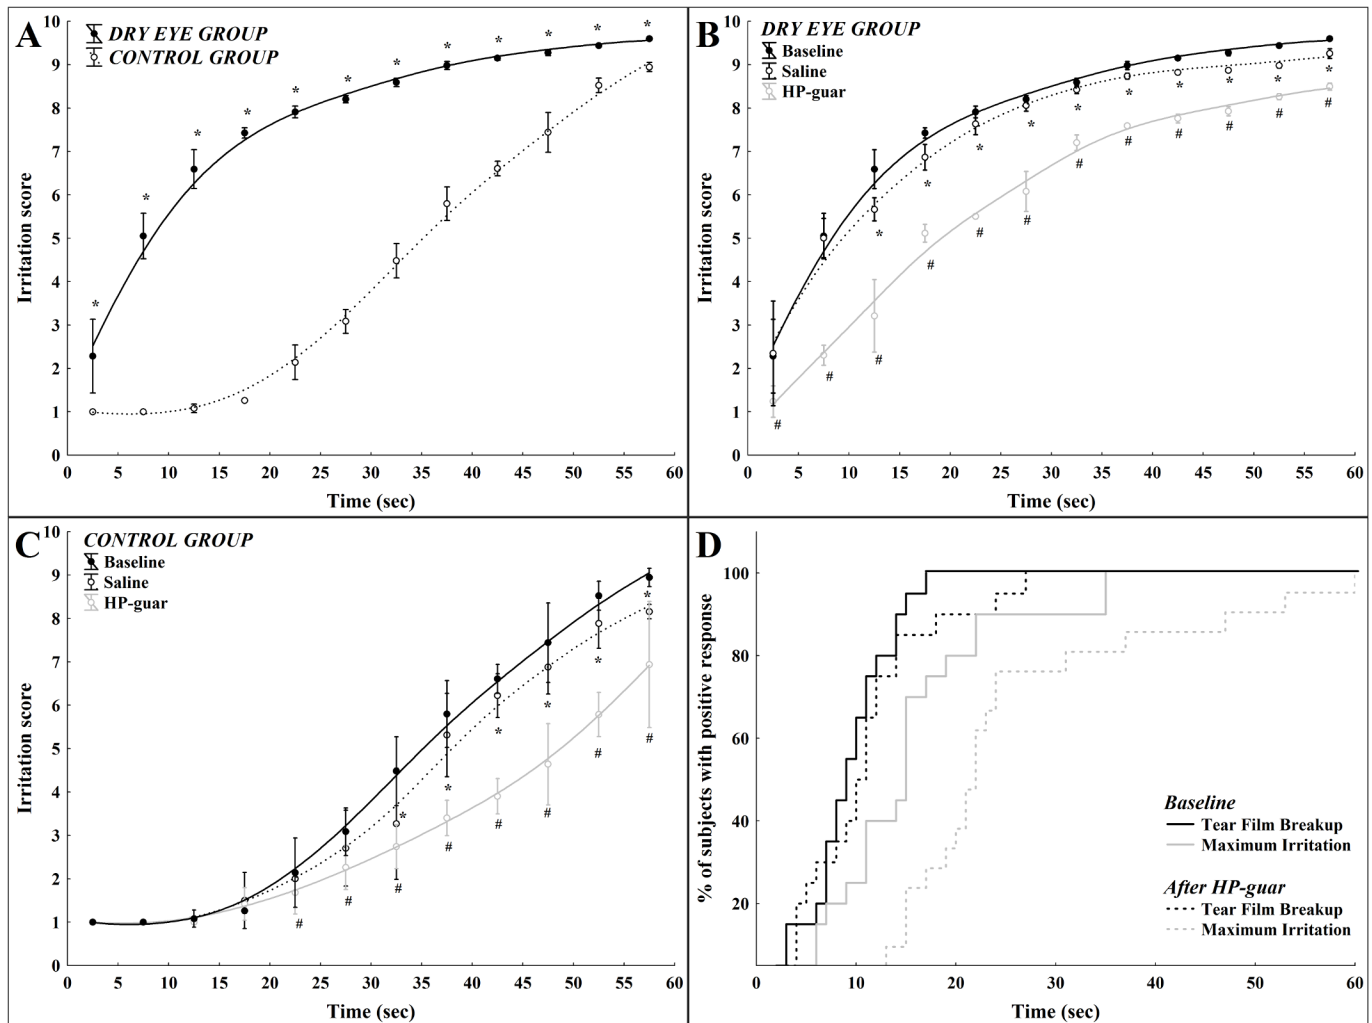 A
DRY EYE GROUP
CONTROL GROUP
Irritation score
10
9
8
7
6
5
4
3
2
1
0
* * * * * * * * * * * *
0 5 10 15 20 25 30 35 40 45 50 55 60
Time (sec)
B
DRY EYE GROUP
Baseline
Saline
HP-guar
Irritation score
10
9
8
7
6
5
4
3
2
1
0
* * * * * * * * * *
# # # # # # # # # # # #
0 5 10 15 20 25 30 35 40 45 50 55 60
Time (sec)
C
CONTROL GROUP
Baseline
Saline
HP-guar
Irritation score
10
9
8
7
6
5
4
3
2
1
0
* * * * * *
# # # # # # # #
0 5 10 15 20 25 30 35 40 45 50 55 60
Time (sec)
D
% of subjects with positive response
100
80
60
40
20
Baseline
Tear Film Breakup
Maximum Irritation
After HP-guar
Tear Film Breakup
Maximum Irritation
0 10 20 30 40 50 60
Time (sec)